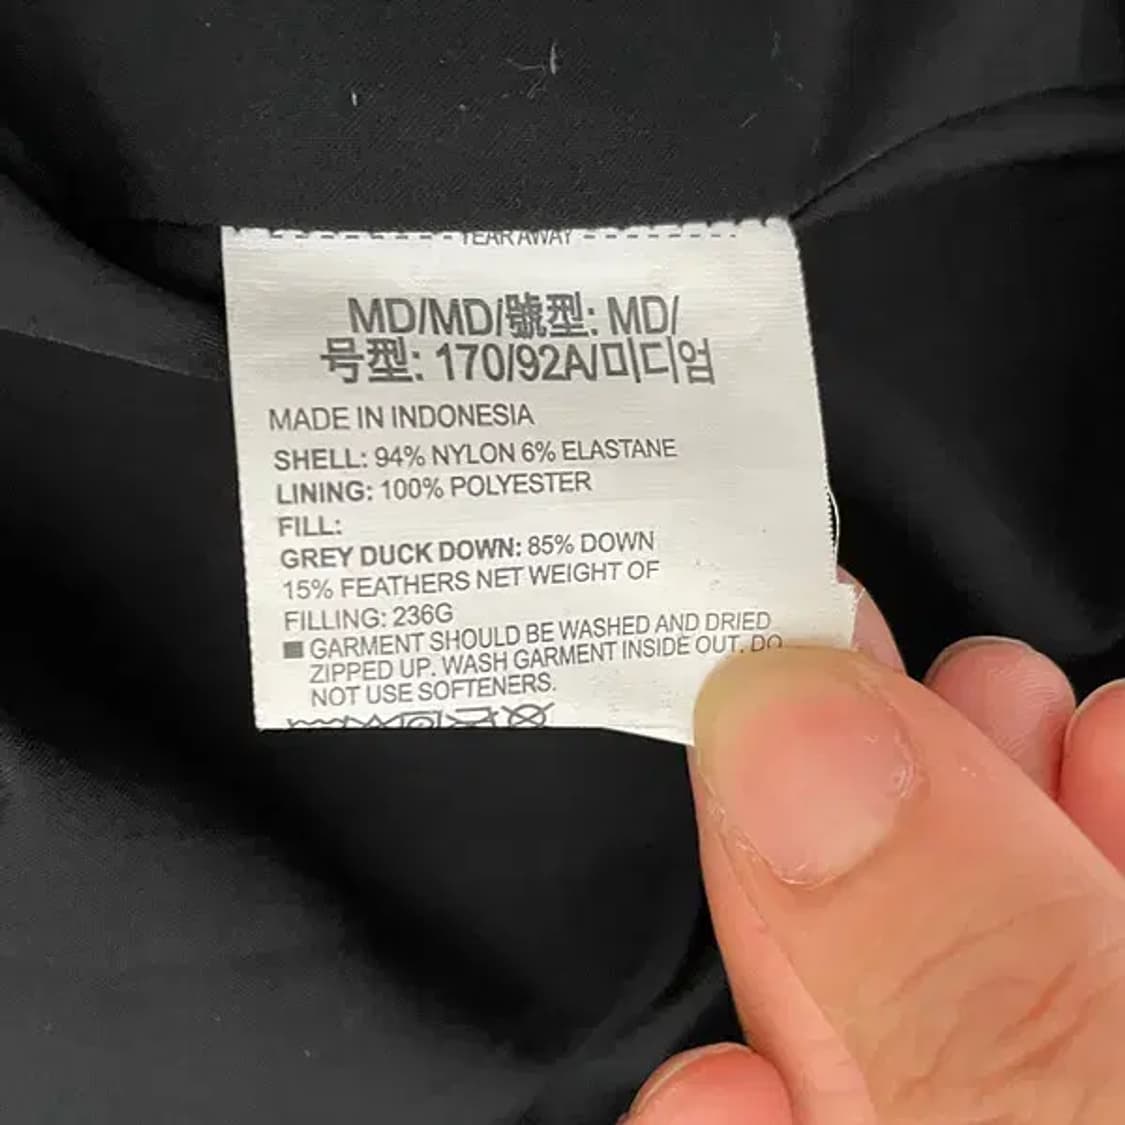 TEAR AWAY
MD/MD/號型: MD/
号型: 170/92A/미디엄
MADE IN INDONESIA
SHELL: 94% NYLON 6% ELASTANE
LINING: 100% POLYESTER
FILL:
GREY DUCK DOWN: 85% DOWN
15% FEATHERS NET WEIGHT OF
FILLING: 236G
■ GARMENT SHOULD BE WASHED AND DRIED
ZIPPED UP. WASH GARMENT INSIDE OUT. DO
NOT USE SOFTENERS.